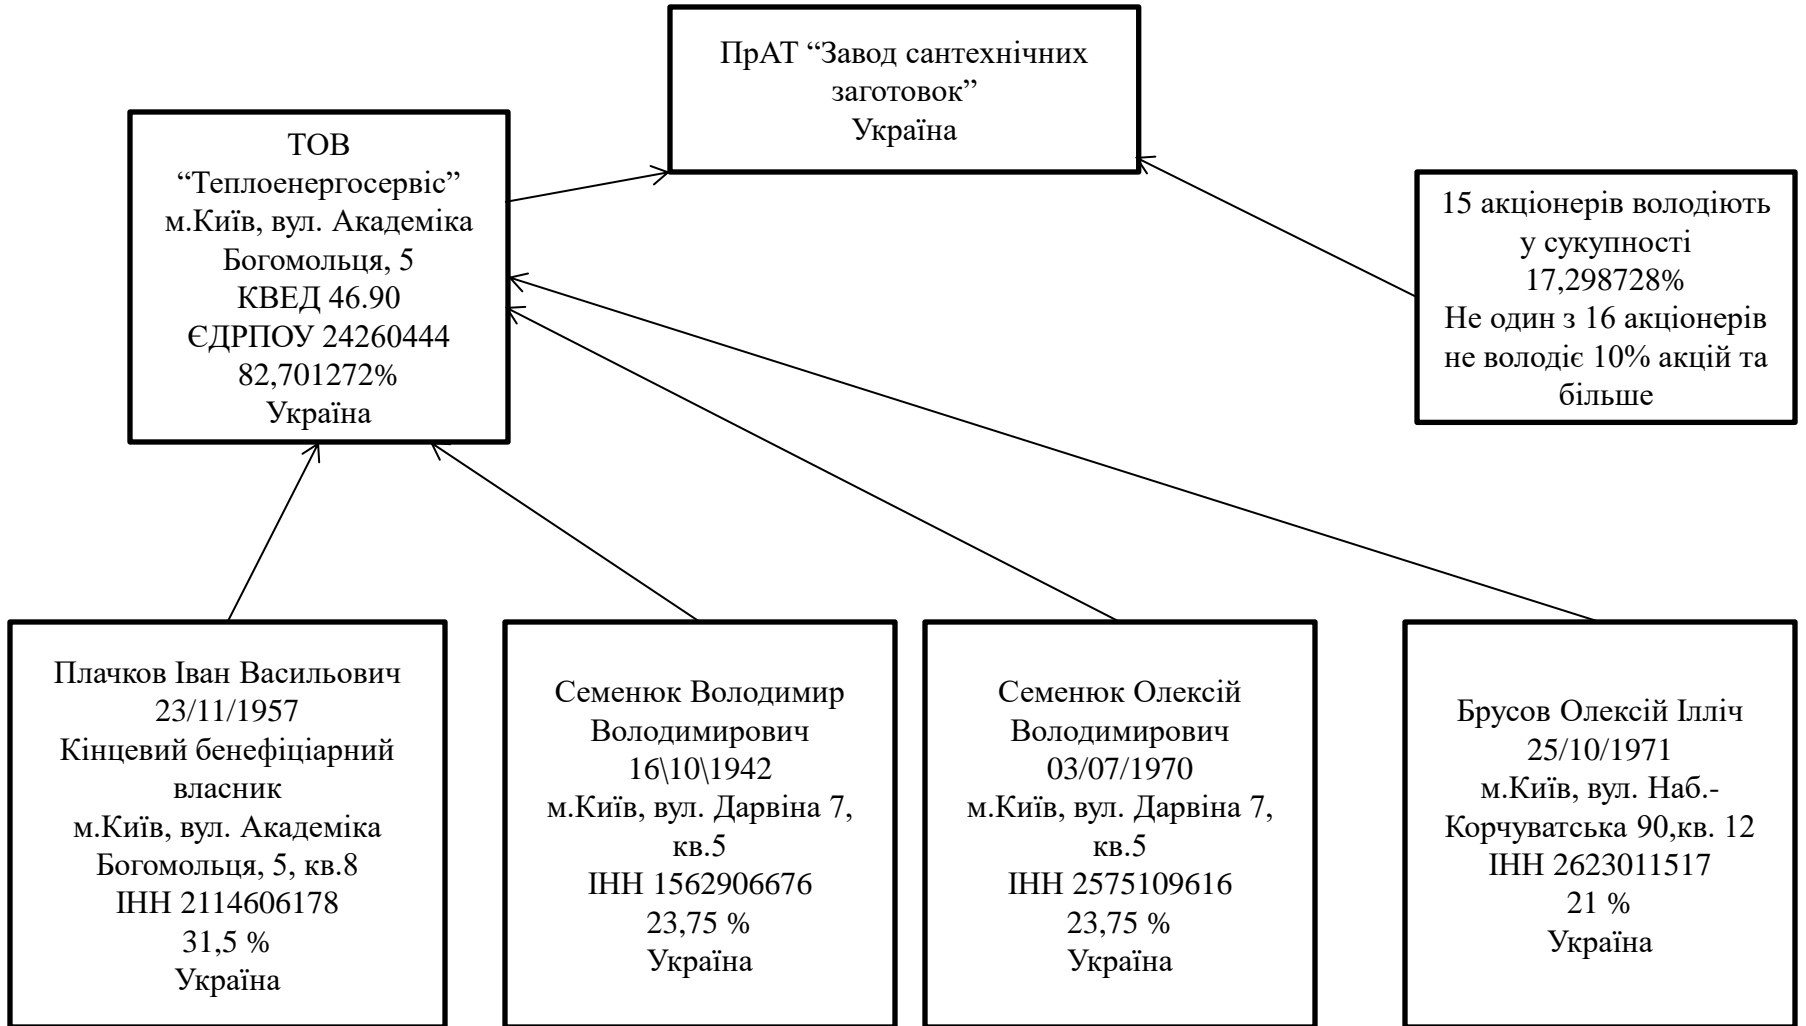 ПрАТ “Завод сантехнічних
заготовок”
Україна
ТОВ
“Теплоенергосервіс”
м.Київ, вул. Академіка
Богомольця, 5
КВЕД 46.90
ЄДРПОУ 24260444
82,701272%
Україна
15 акціонерів володіють
у сукупності
17,298728%
Не один з 16 акціонерів
не володіє 10% акцій та
більше
Плачков Іван Васильович
23/11/1957
Кінцевий бенефіціарний
власник
м.Київ, вул. Академіка
Богомольця, 5, кв.8
ІНН 2114606178
31,5 %
Україна
Семенюк Володимир
Володимирович
16\10\1942
м.Київ, вул. Дарвіна 7,
кв.5
ІНН 1562906676
23,75 %
Україна
Семенюк Олексій
Володимирович
03/07/1970
м.Київ, вул. Дарвіна 7,
кв.5
ІНН 2575109616
23,75 %
Україна
Брусов Олексій Ілліч
25/10/1971
м.Київ, вул. Наб.-
Корчуватська 90,кв. 12
ІНН 2623011517
21 %
Україна